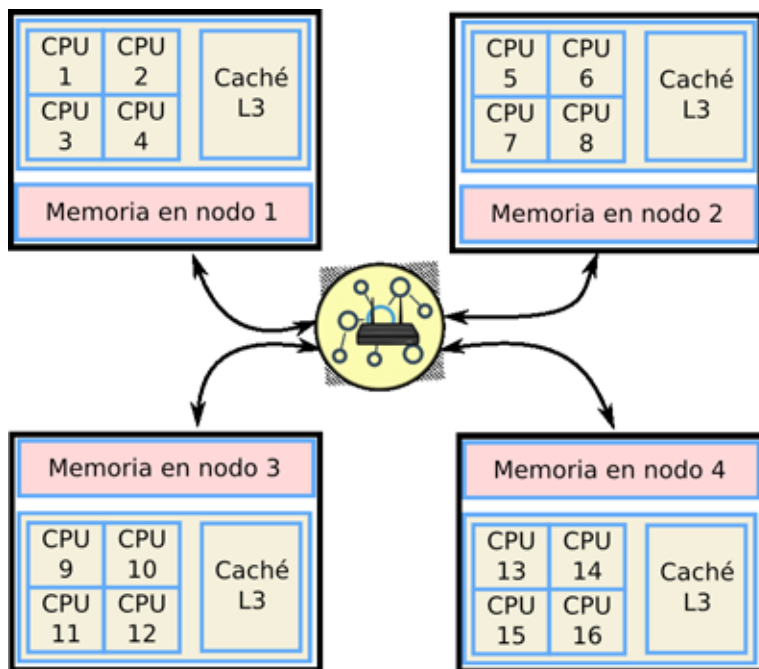 CPU
1
CPU
2
CPU
3
CPU
4
Caché
L3
Memoria en nodo 1
CPU
5
CPU
6
CPU
7
CPU
8
Caché
L3
Memoria en nodo 2
Memoria en nodo 3
CPU
9
CPU
10
CPU
11
CPU
12
Caché
L3
Memoria en nodo 4
CPU
13
CPU
14
CPU
15
CPU
16
Caché
L3